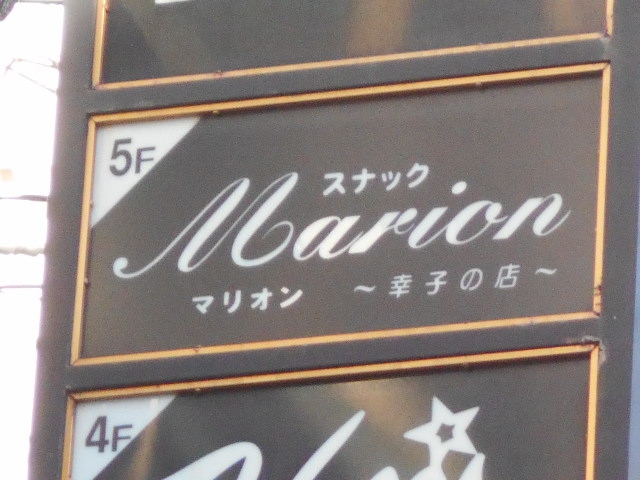 5F
スナック
Marion
マリオン ～幸子の店～
4F